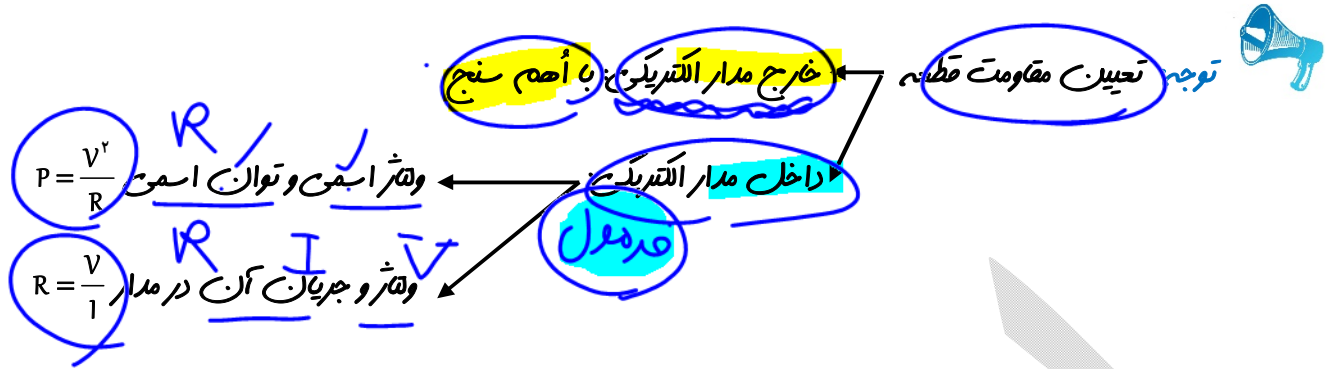 توجه: تعیین مقاومت قطعه
خارج مدار الکتریکی: با اُهم سنج
داخل مدار الکتریکی:
فرمول
R
ولتاژ اسمی و توان اسمی P = V²/R
R I V
ولتاژ و جریان آن در مدار R = V/I